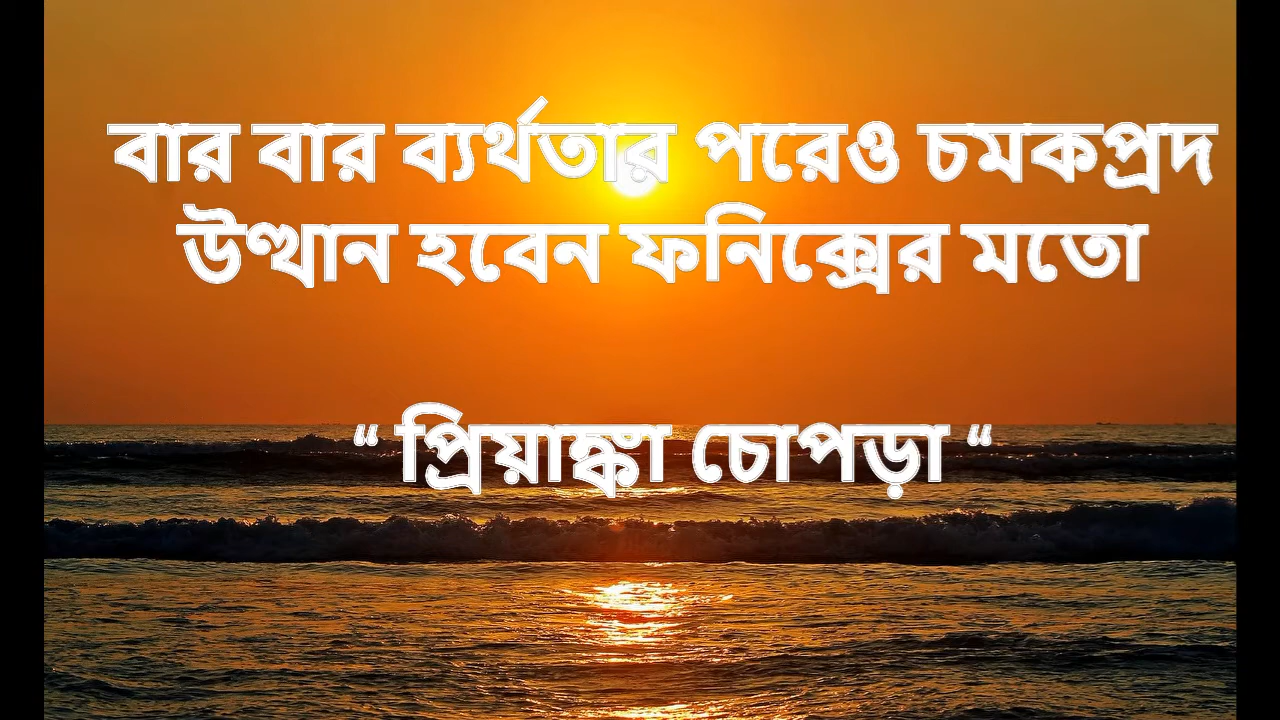 বার বার ব্যর্থতার পরেও চমকপ্রদ
উত্থান হবেন ফনিক্সের মতো
“ প্রিয়াঙ্কা চোপড়া “